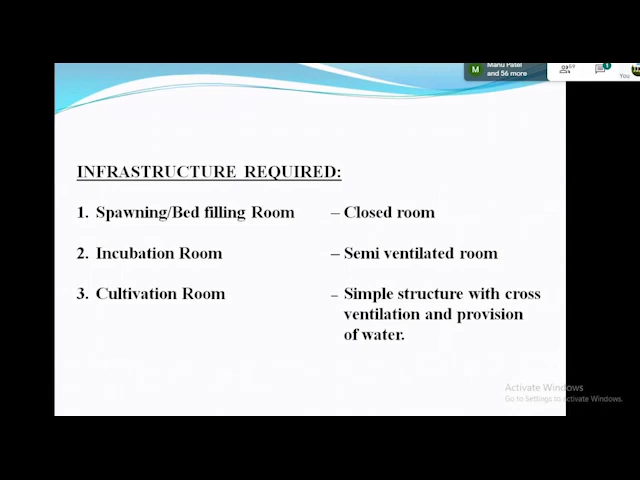 M Manu Patel
and 56 more
You
INFRASTRUCTURE REQUIRED:
1. Spawning/Bed filling Room – Closed room
2. Incubation Room – Semi ventilated room
3. Cultivation Room – Simple structure with cross
ventilation and provision
of water.
Activate Windows
Go to Settings to activate Windows.